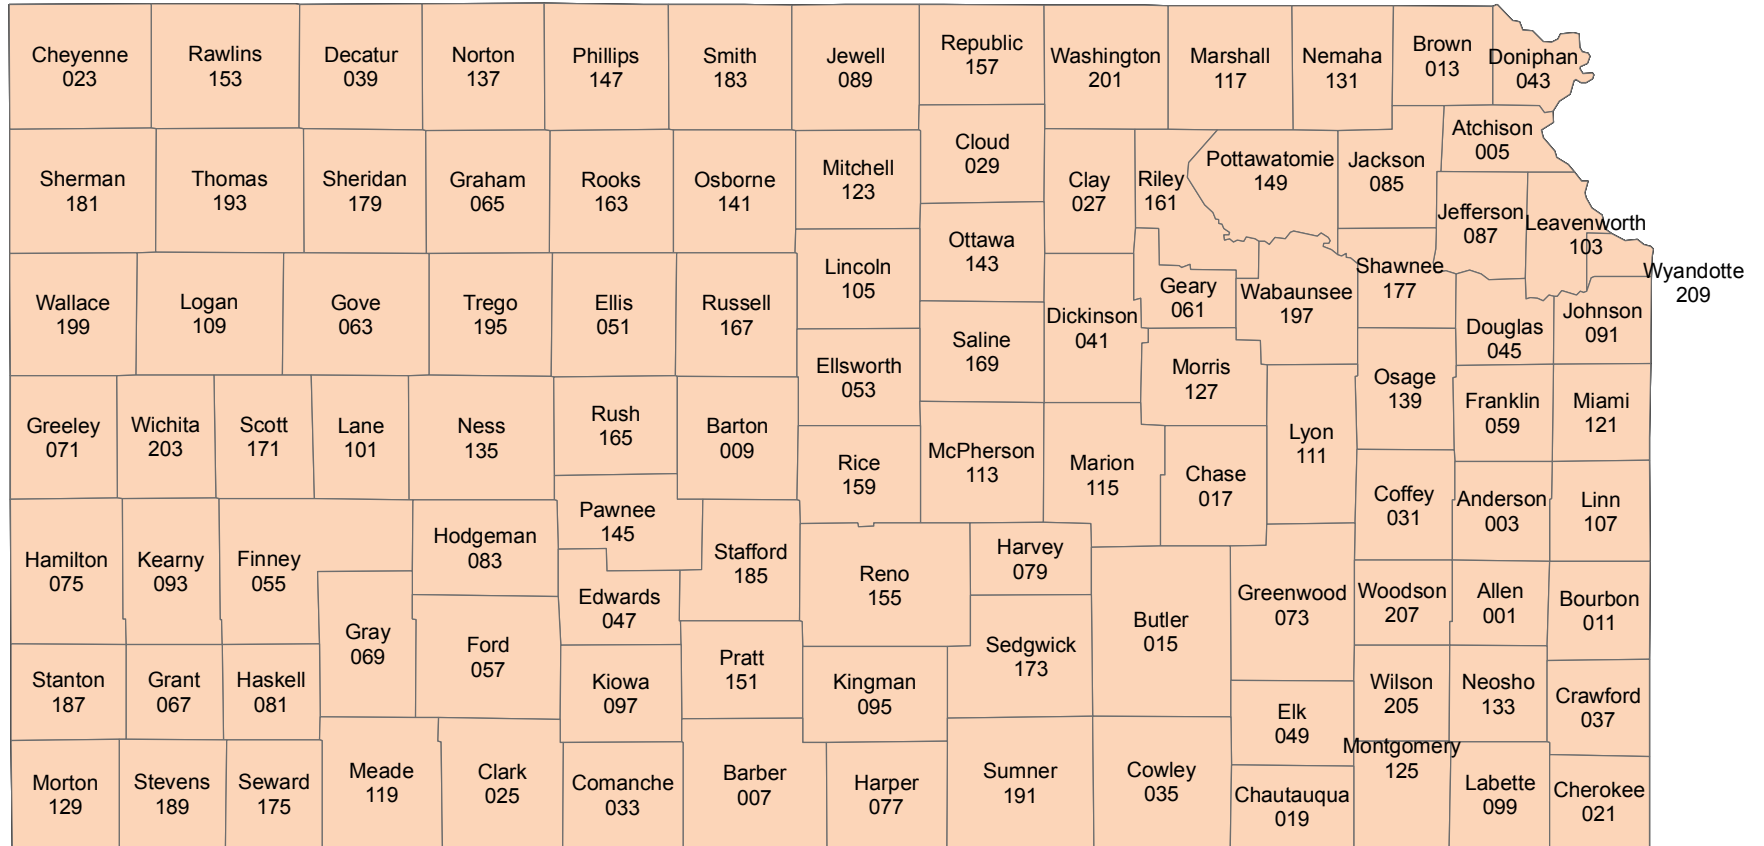 Cheyenne
023
Rawlins
153
Decatur
039
Norton
137
Phillips
147
Smith
183
Jewell
089
Republic
157
Washington
201
Marshall
117
Nemaha
131
Brown
013
Doniphan
043
Sherman
181
Thomas
193
Sheridan
179
Graham
065
Rooks
163
Osborne
141
Mitchell
123
Cloud
029
Clay
027
Riley
161
Pottawatomie
149
Jackson
085
Atchison
005
Jefferson
087
Leavenworth
103
Wyandotte
209
Wallace
199
Logan
109
Gove
063
Trego
195
Ellis
051
Russell
167
Lincoln
105
Ottawa
143
Dickinson
041
Geary
061
Wabaunsee
197
Shawnee
177
Douglas
045
Johnson
091
Ellsworth
053
Saline
169
Morris
127
Osage
139
Franklin
059
Miami
121
Greeley
071
Wichita
203
Scott
171
Lane
101
Ness
135
Rush
165
Barton
009
Rice
159
McPherson
113
Marion
115
Chase
017
Lyon
111
Coffey
031
Anderson
003
Linn
107
Hamilton
075
Kearny
093
Finney
055
Hodgeman
083
Pawnee
145
Stafford
185
Reno
155
Harvey
079
Edwards
047
Gray
069
Ford
057
Sedgwick
173
Butler
015
Greenwood
073
Woodson
207
Allen
001
Bourbon
011
Stanton
187
Grant
067
Haskell
081
Kiowa
097
Pratt
151
Kingman
095
Elk
049
Wilson
205
Neosho
133
Crawford
037
Morton
129
Stevens
189
Seward
175
Meade
119
Clark
025
Comanche
033
Barber
007
Harper
077
Sumner
191
Cowley
035
Chautauqua
019
Montgomery
125
Labette
099
Cherokee
021